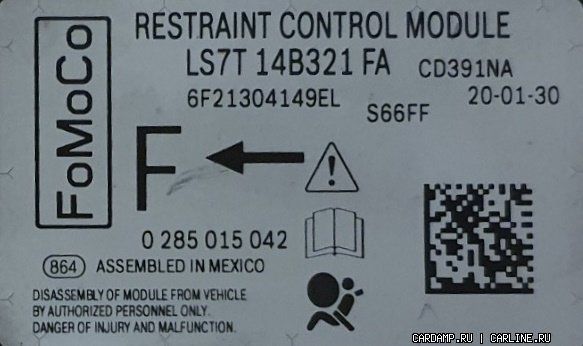 FoMoCo
RESTRAINT CONTROL MODULE
LS7T 14B321 FA CD391NA
6F21304149EL S66FF 20-01-30
F
0 285 015 042
864 ASSEMBLED IN MEXICO
DISASSEMBLY OF MODULE FROM VEHICLE
BY AUTHORIZED PERSONNEL ONLY.
DANGER OF INJURY AND MALFUNCTION.
CARDAMP.RU | CARLINE.RU